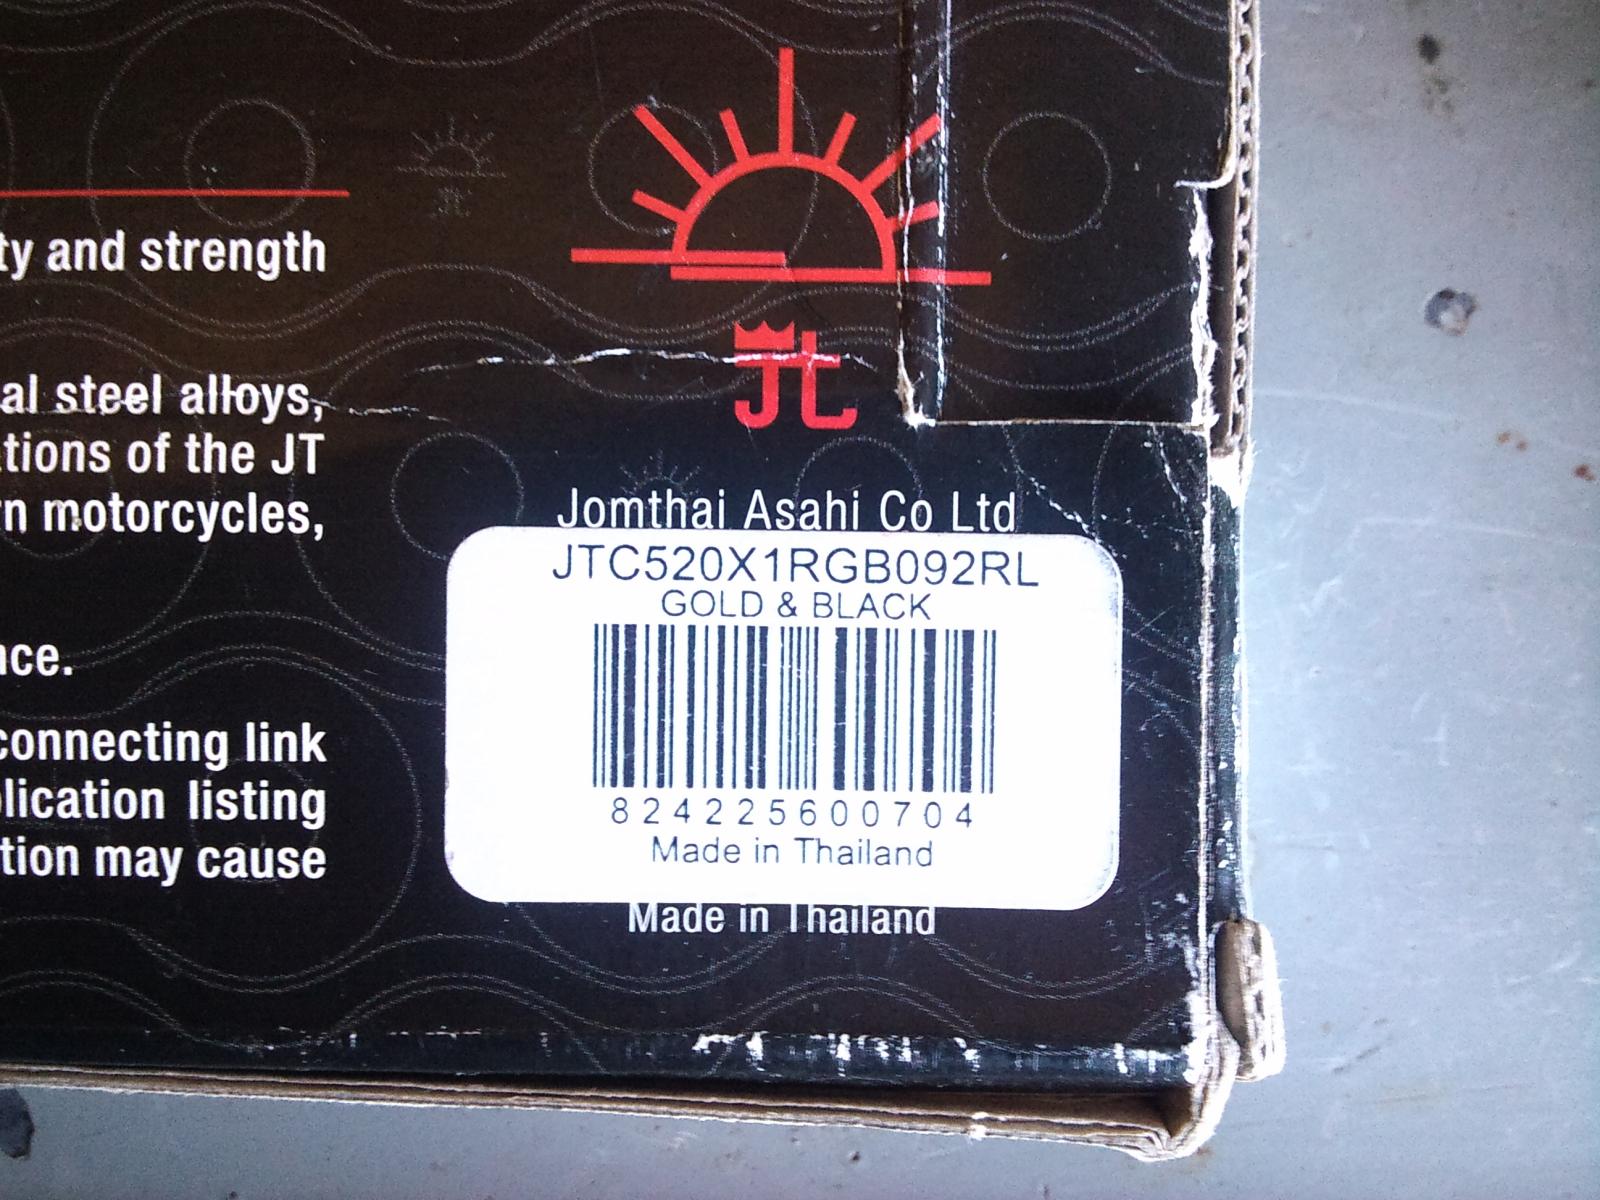 ty and strength
al steel alloys,
tions of the JT
n motorcycles,
nce.
connecting link
lication listing
tion may cause
Jt
Jomthai Asahi Co Ltd
JTC520X1RGB092RL
GOLD & BLACK
824225600704
Made in Thailand
Made in Thailand